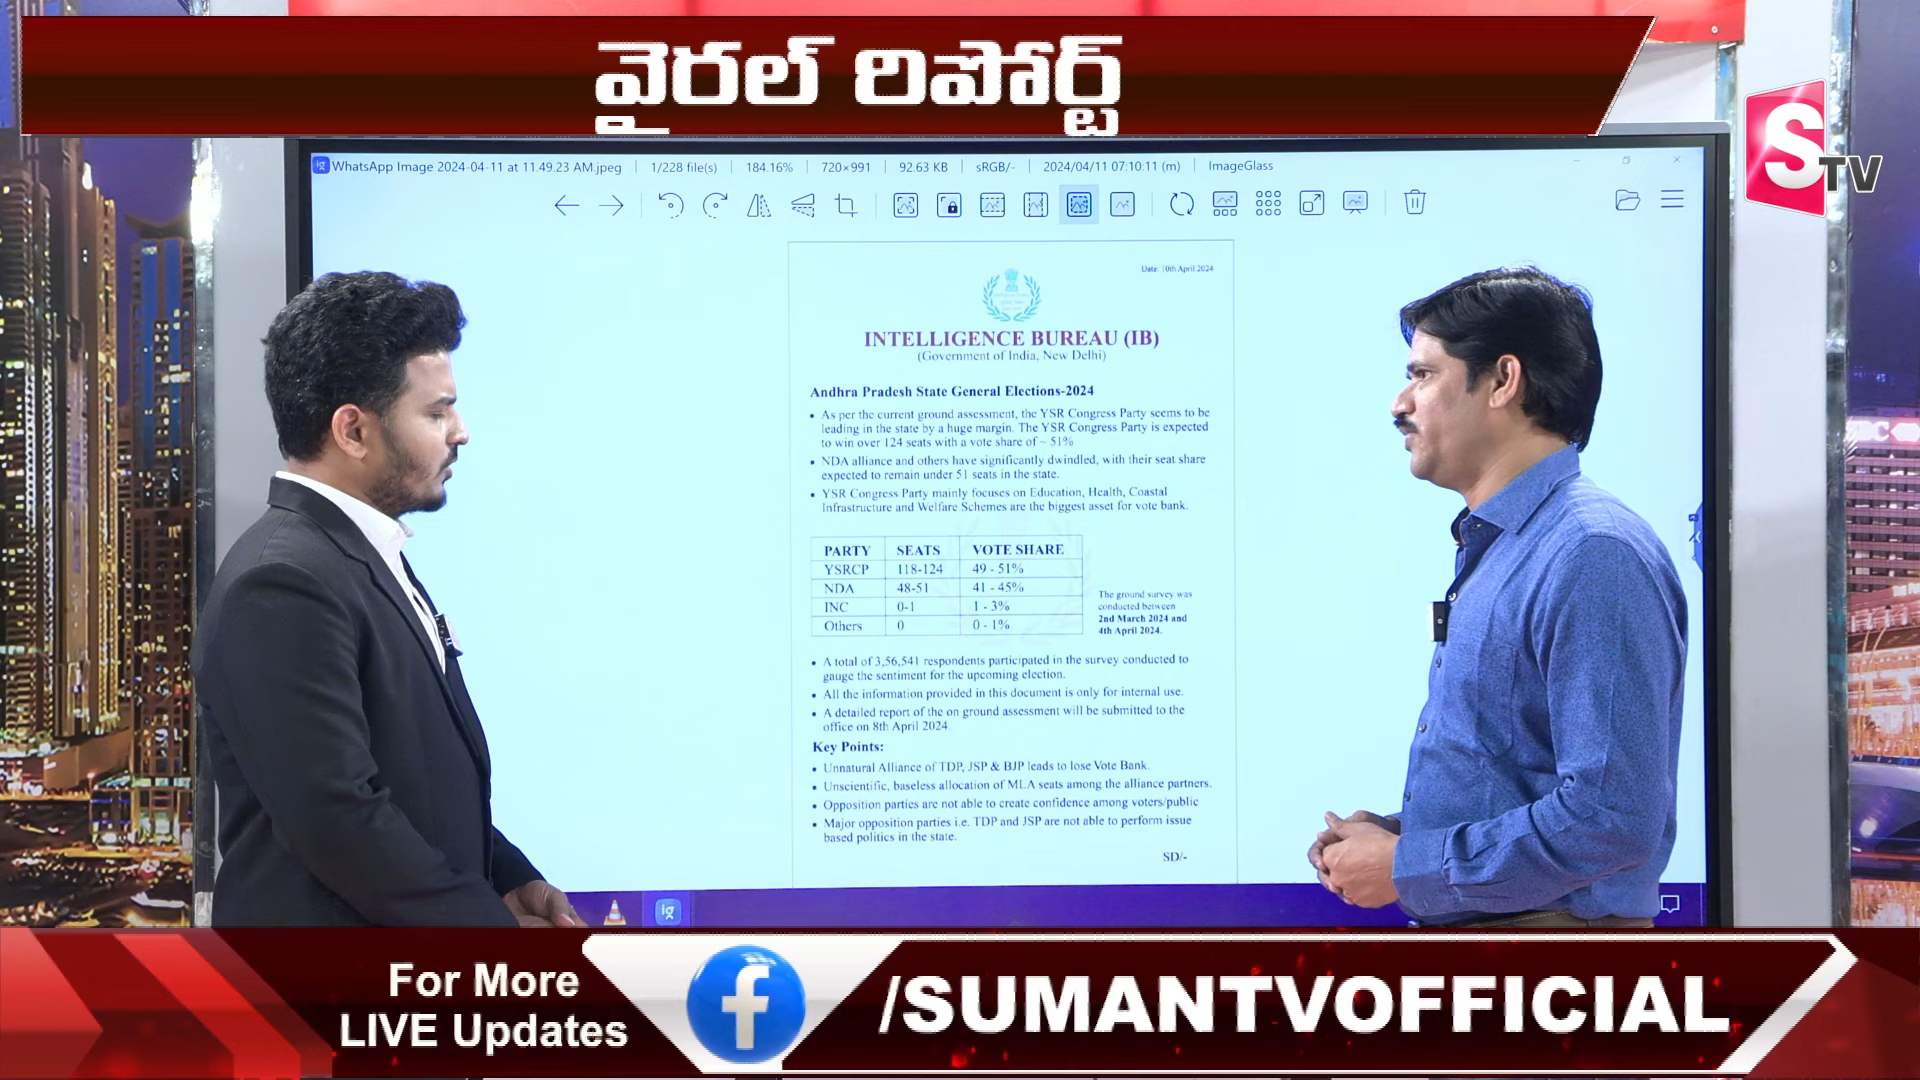 వైరల్ రిపోర్ట్
S TV
ig WhatsApp Image 2024-04-11 at 11.49.23 AM.jpeg | 1/228 file(s) | 184.16% | 720×991 | 92.63 KB | sRGB/- | 2024/04/11 07:10:11 (m) | ImageGlass
Date: 10th April 2024
INTELLIGENCE BUREAU (IB)
(Government of India, New Delhi)
Andhra Pradesh State General Elections-2024
• As per the current ground assessment, the YSR Congress Party seems to be
leading in the state by a huge margin. The YSR Congress Party is expected
to win over 124 seats with a vote share of ~ 51%
• NDA alliance and others have significantly dwindled, with their seat share
expected to remain under 51 seats in the state.
• YSR Congress Party mainly focuses on Education, Health, Coastal
Infrastructure and Welfare Schemes are the biggest asset for vote bank.
PARTY SEATS VOTE SHARE
YSRCP 118-124 49 - 51%
NDA 48-51 41 - 45%
INC 0-1 1 - 3%
Others 0 0 - 1%
The ground survey was
conducted between
2nd March 2024 and
4th April 2024.
• A total of 3,56,541 respondents participated in the survey conducted to
gauge the sentiment for the upcoming election.
• All the information provided in this document is only for internal use.
• A detailed report of the on ground assessment will be submitted to the
office on 8th April 2024.
Key Points:
• Unnatural Alliance of TDP, JSP & BJP leads to lose Vote Bank.
• Unscientific, baseless allocation of MLA seats among the alliance partners.
• Opposition parties are not able to create confidence among voters/public
• Major opposition parties i.e. TDP and JSP are not able to perform issue
based politics in the state.
SD/-
ig
For More
LIVE Updates
f
/SUMANTVOFFICIAL